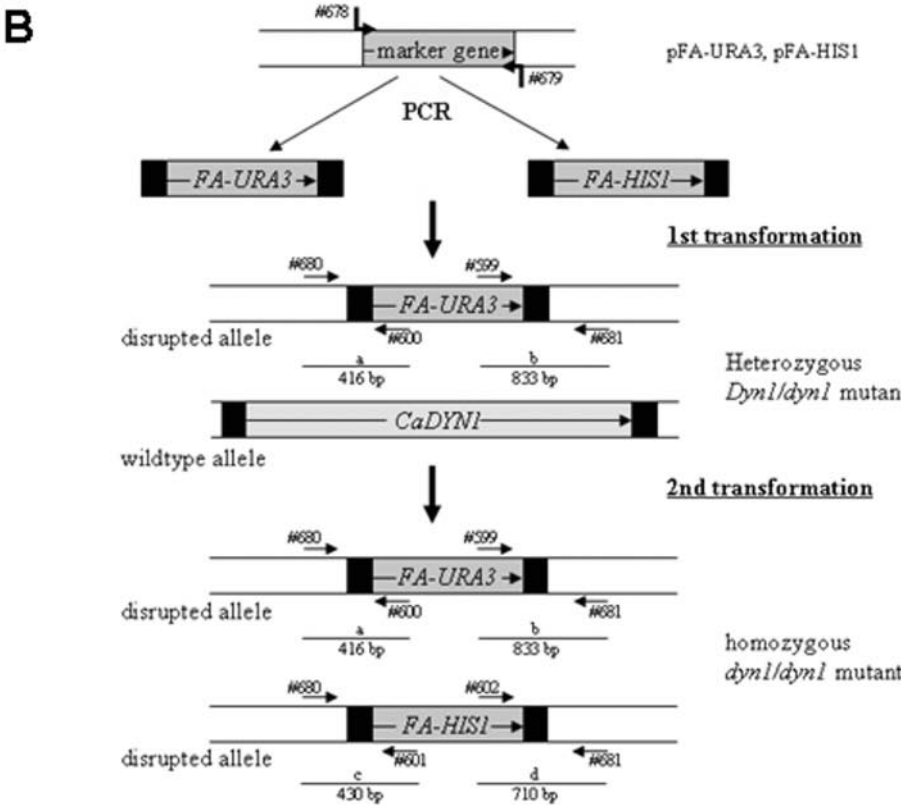 B
#678
marker gene
pFA-URA3, pFA-HIS1
#679
PCR
FA-URA3
FA-HIS1
1st transformation
#680
#599
FA-URA3
#600
#681
disrupted allele
a
b
416 bp
833 bp
Heterozygous
Dyn1/dyn1 mutant
CaDYN1
wildtype allele
2nd transformation
#680
#599
FA-URA3
#600
#681
disrupted allele
a
b
416 bp
833 bp
homozygous
dyn1/dyn1 mutant
#680
#602
FA-HIS1
#601
#681
disrupted allele
c
d
430 bp
710 bp